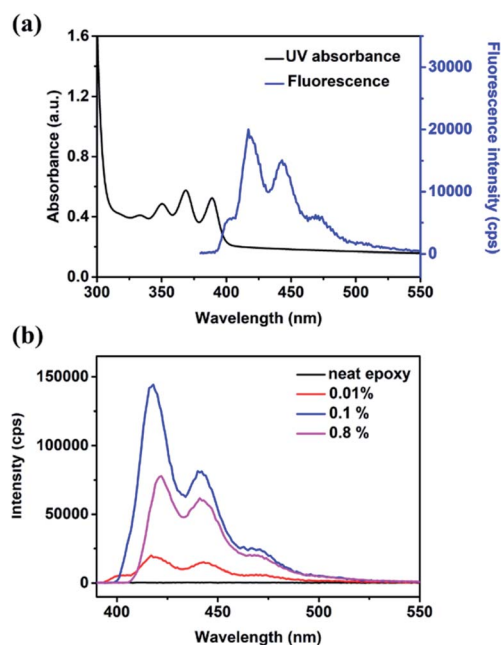 (a)
1.6
1.2
0.8
0.4
0.0
Absorbance (a.u.)
UV absorbance
Fluorescence
30000
20000
10000
0
Fluorescence intensity (cps)
300 350 400 450 500 550
Wavelength (nm)
(b)
150000
100000
50000
0
Intensity (cps)
neat epoxy
0.01%
0.1 %
0.8 %
400 450 500 550
Wavelength (nm)